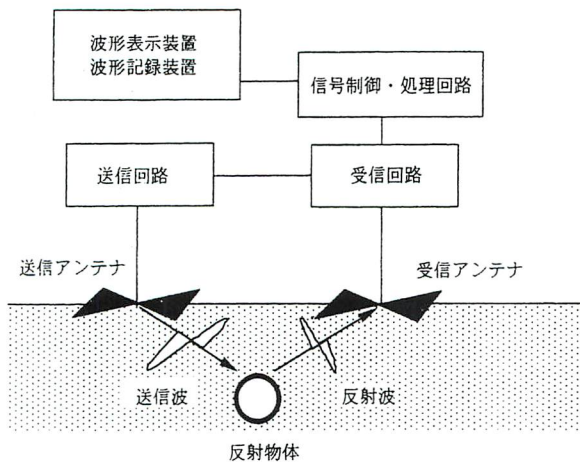 波形表示装置
波形記録装置
信号制御・処理回路
送信回路
受信回路
送信アンテナ
受信アンテナ
送信波
反射波
反射物体